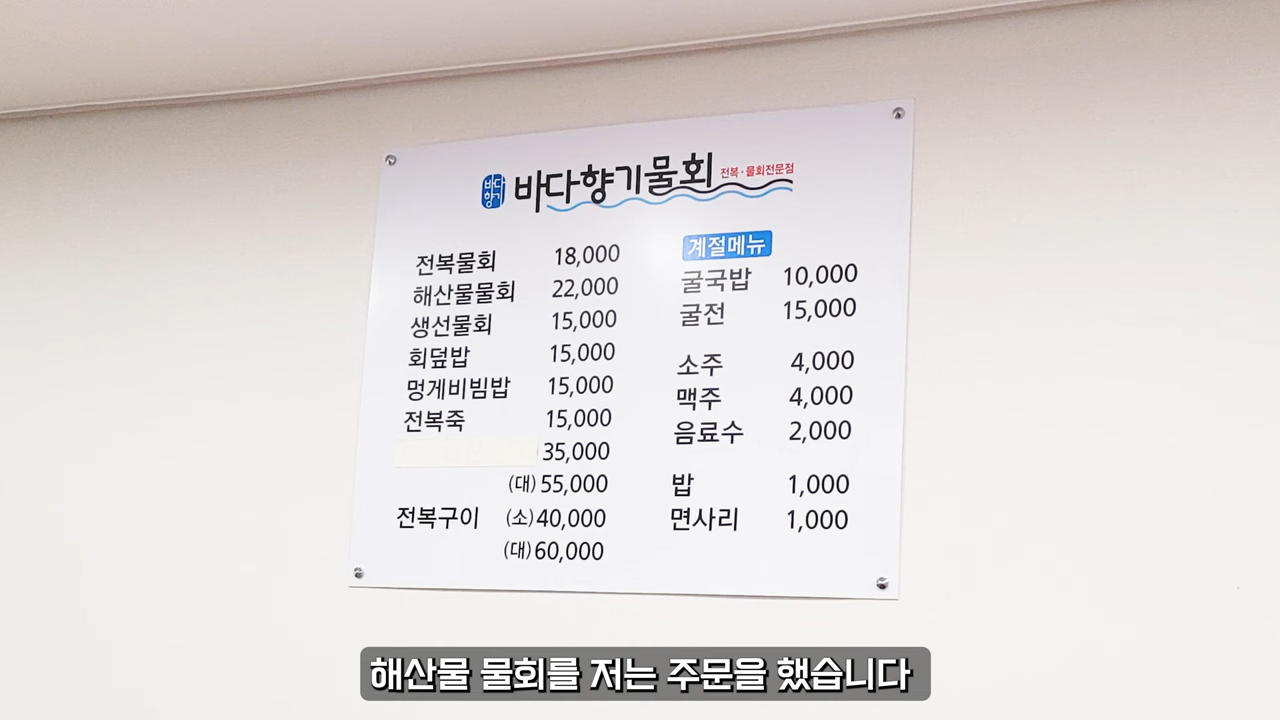 바다향기 바다향기물회 전복·물회전문점
전복물회 18,000
해산물물회 22,000
생선물회 15,000
회덮밥 15,000
멍게비빔밥 15,000
전복죽 15,000
35,000
(대) 55,000
전복구이 (소) 40,000
(대) 60,000
계절메뉴
굴국밥 10,000
굴전 15,000
소주 4,000
맥주 4,000
음료수 2,000
밥 1,000
면사리 1,000
해산물 물회를 저는 주문을 했습니다